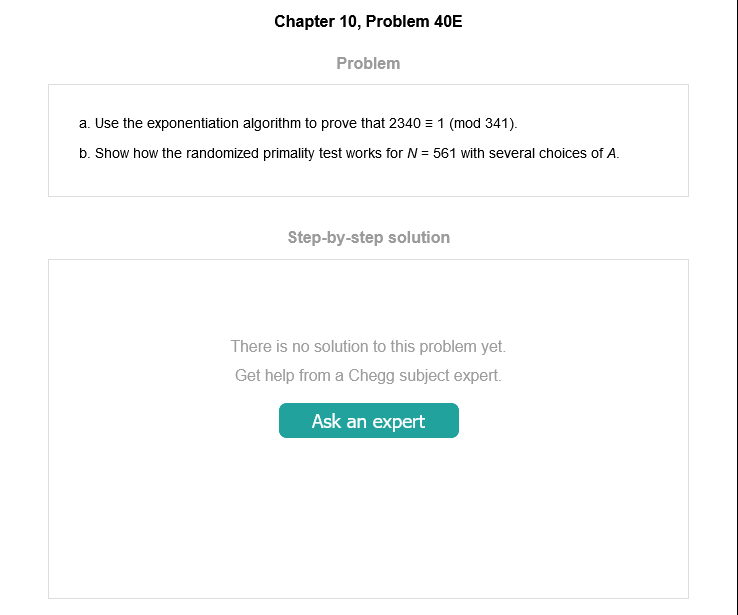 Chapter 10, Problem 40E
Problem
a. Use the exponentiation algorithm to prove that 2340 ≡ 1 (mod 341).
b. Show how the randomized primality test works for N = 561 with several choices of A.
Step-by-step solution
There is no solution to this problem yet.
Get help from a Chegg subject expert.
Ask an expert